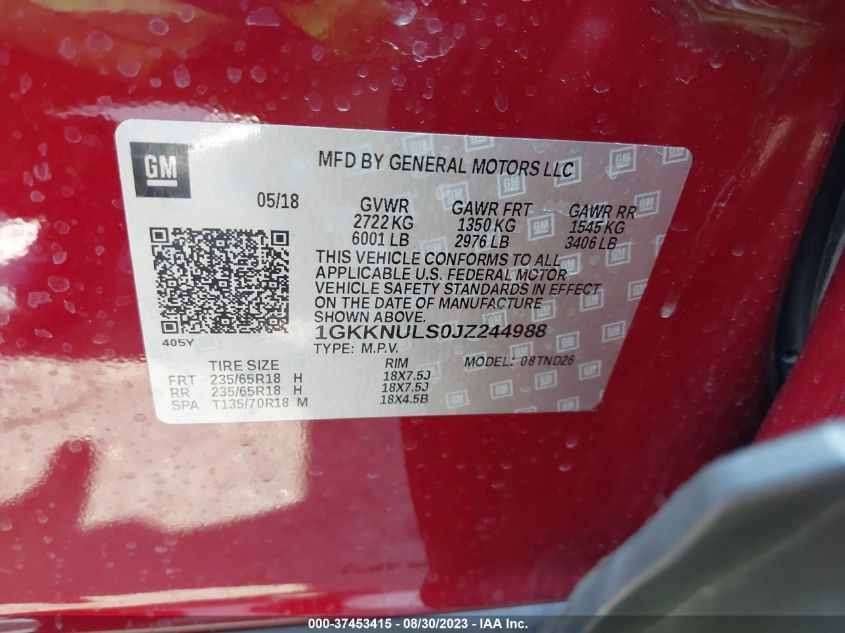 GM
MFD BY GENERAL MOTORS LLC
05/18 GVWR GAWR FRT GAWR RR
2722 KG 1350 KG 1545 KG
6001 LB 2976 LB 3406 LB
THIS VEHICLE CONFORMS TO ALL
APPLICABLE U.S. FEDERAL MOTOR
VEHICLE SAFETY STANDARDS IN EFFECT
ON THE DATE OF MANUFACTURE
SHOWN ABOVE.
1GKKNULS0JZ244988
405Y
TYPE: M.P.V. MODEL: 08TND26
TIRE SIZE RIM
FRT 235/65R18 H 18X7.5J
RR 235/65R18 H 18X7.5J
SPA T135/70R18 M 18X4.5B
000-37453415 - 08/30/2023 - IAA Inc.